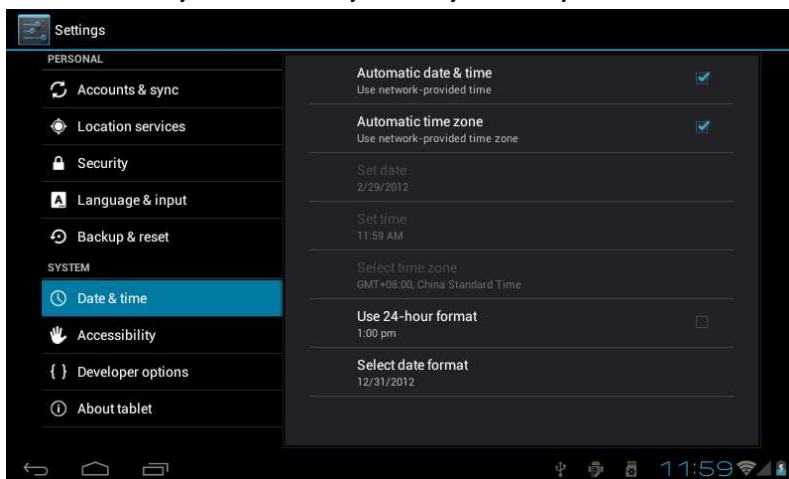 Settings
PERSONAL
Accounts & sync
Location services
Security
Language & input
Backup & reset
SYSTEM
Date & time
Accessibility
{ } Developer options
About tablet
Automatic date & time
Use network-provided time
Automatic time zone
Use network-provided time zone
Set date
2/29/2012
Set time
11:59 AM
Select time zone
GMT+08:00, China Standard Time
Use 24-hour format
1:00 pm
Select date format
12/31/2012
11:59